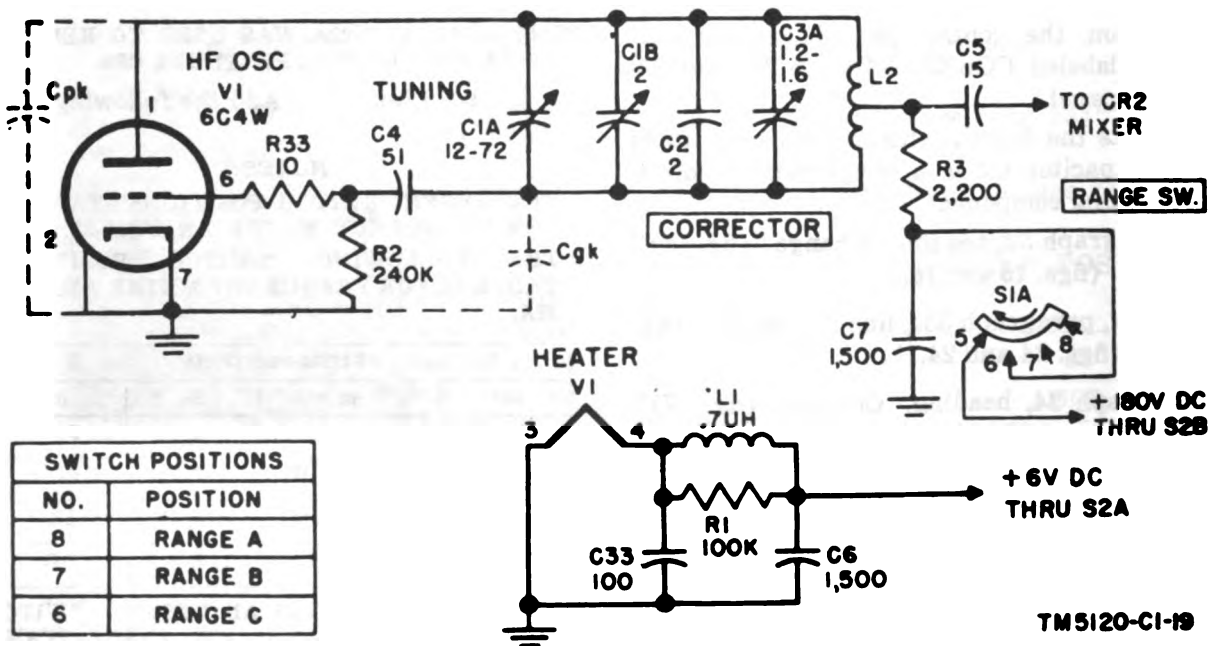 Cpk
HF OSC
V1
6C4W
1
2
6
7
R33
10
R2
240K
TUNING
C4
51
C1A
12-72
C1B
2
C2
2
C3A
1.2-
1.6
L2
C5
15
TO CR2
MIXER
R3
2,200
RANGE SW.
CORRECTOR
Cgk
C7
1,500
S1A
5
6
7
8
+180V DC
THRU S2B
HEATER
V1
3
4
L1
.7UH
R1
100K
C33
100
C6
1,500
+6V DC
THRU S2A
SWITCH POSITIONS
NO. POSITION
8 RANGE A
7 RANGE B
6 RANGE C
TM5120-C1-19